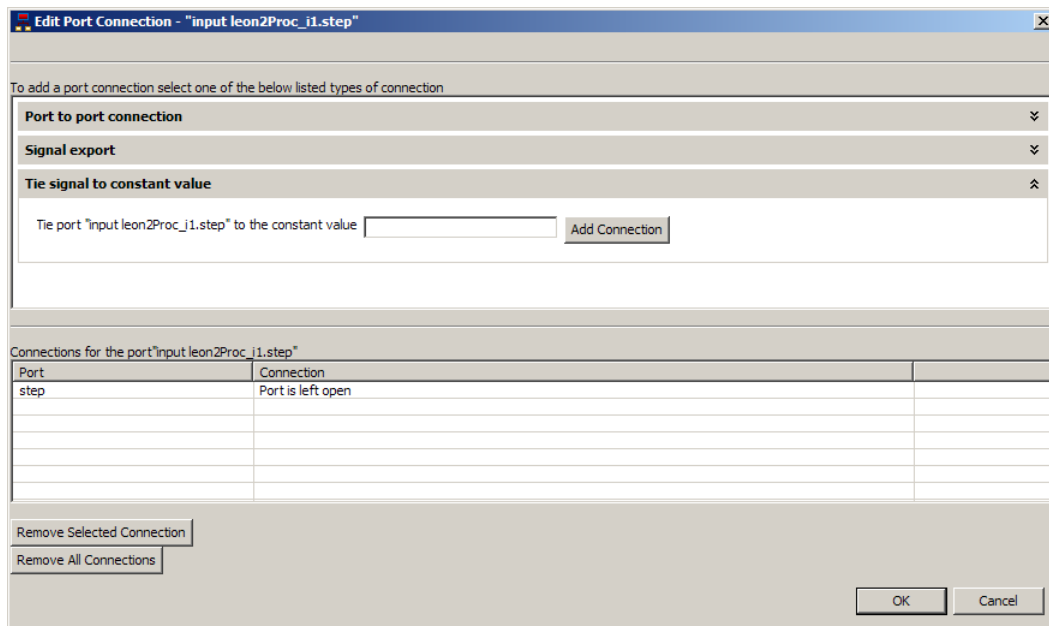 Edit Port Connection - "input leon2Proc_i1.step"
To add a port connection select one of the below listed types of connection
Port to port connection
Signal export
Tie signal to constant value
Tie port "input leon2Proc_i1.step" to the constant value Add Connection
Connections for the port"input leon2Proc_i1.step"
Port Connection
step Port is left open
Remove Selected Connection
Remove All Connections
OK Cancel